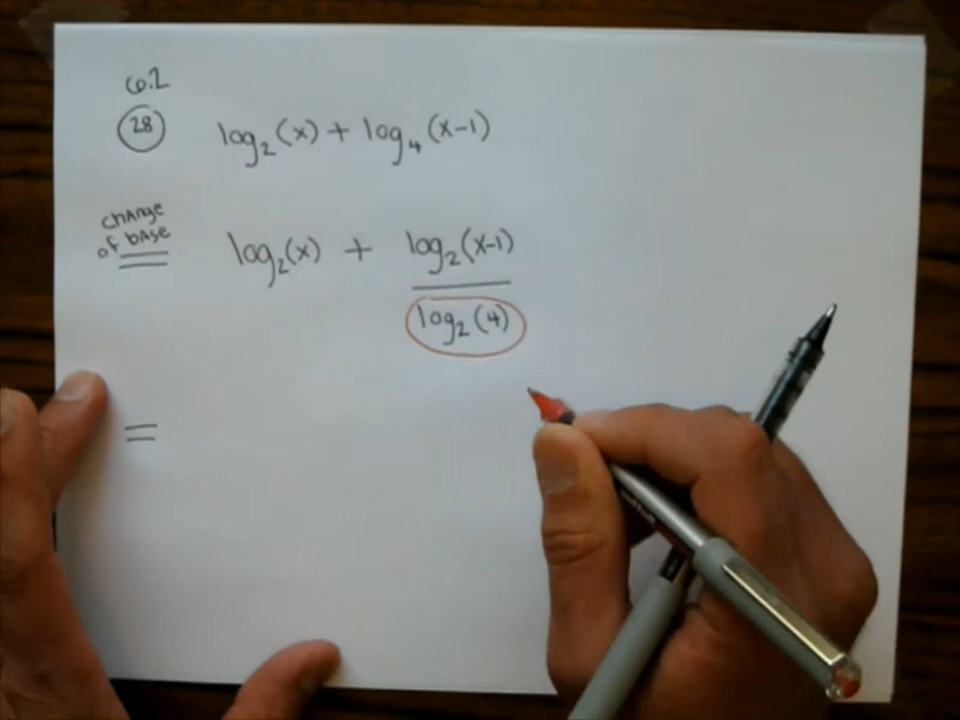 6.2
28 log₂(x) + log₄(x-1)
change of base = log₂(x) + log₂(x-1) / log₂(4)
=